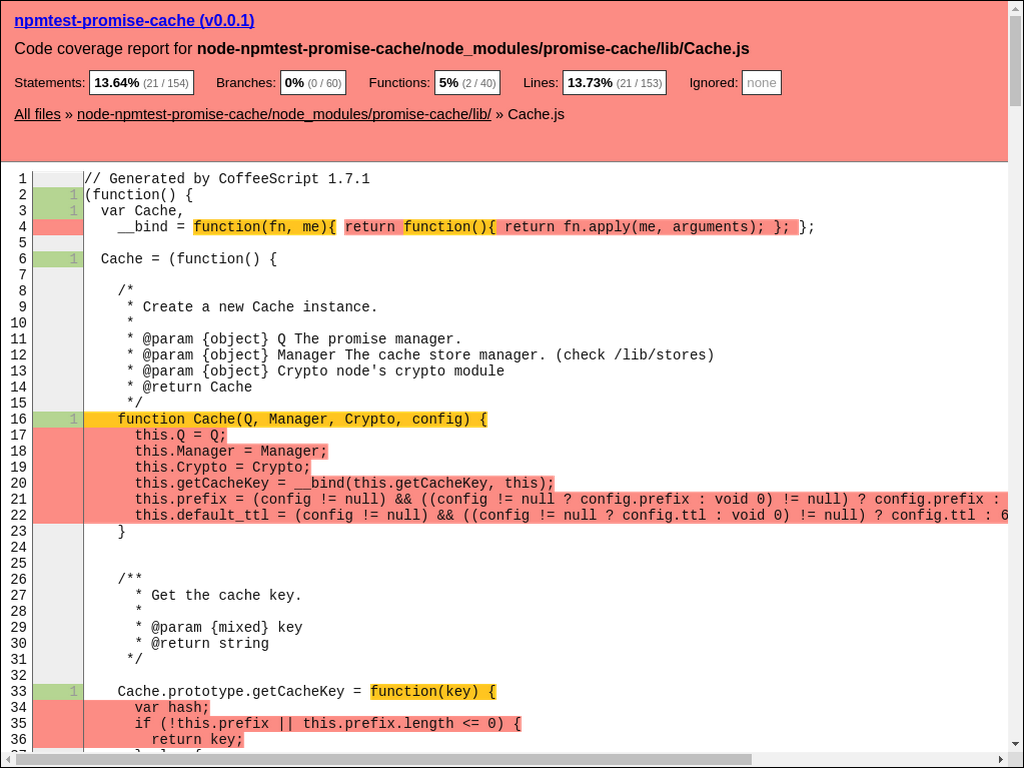 npmtest-promise-cache (v0.0.1)
Code coverage report for node-npmtest-promise-cache/node_modules/promise-cache/lib/Cache.js
Statements: 13.64% (21 / 154) Branches: 0% (0 / 60) Functions: 5% (2 / 40) Lines: 13.73% (21 / 153) Ignored: none
All files » node-npmtest-promise-cache/node_modules/promise-cache/lib/ » Cache.js
1 // Generated by CoffeeScript 1.7.1
2 1 (function() {
3 1 var Cache,
4 __bind = function(fn, me){ return function(){ return fn.apply(me, arguments); }; };
5
6 1 Cache = (function() {
7
8 /*
9 * Create a new Cache instance.
10 *
11 * @param {object} Q The promise manager.
12 * @param {object} Manager The cache store manager. (check /lib/stores)
13 * @param {object} Crypto node's crypto module
14 * @return Cache
15 */
16 1 function Cache(Q, Manager, Crypto, config) {
17 this.Q = Q;
18 this.Manager = Manager;
19 this.Crypto = Crypto;
20 this.getCacheKey = __bind(this.getCacheKey, this);
21 this.prefix = (config != null) && ((config != null ? config.prefix : void 0) != null) ? config.prefix :
22 this.default_ttl = (config != null) && ((config != null ? config.ttl : void 0) != null) ? config.ttl : 6
23 }
24
25
26 /**
27 * Get the cache key.
28 *
29 * @param {mixed} key
30 * @return string
31 */
32
33 1 Cache.prototype.getCacheKey = function(key) {
34 var hash;
35 if (!this.prefix || this.prefix.length <= 0) {
36 return key;